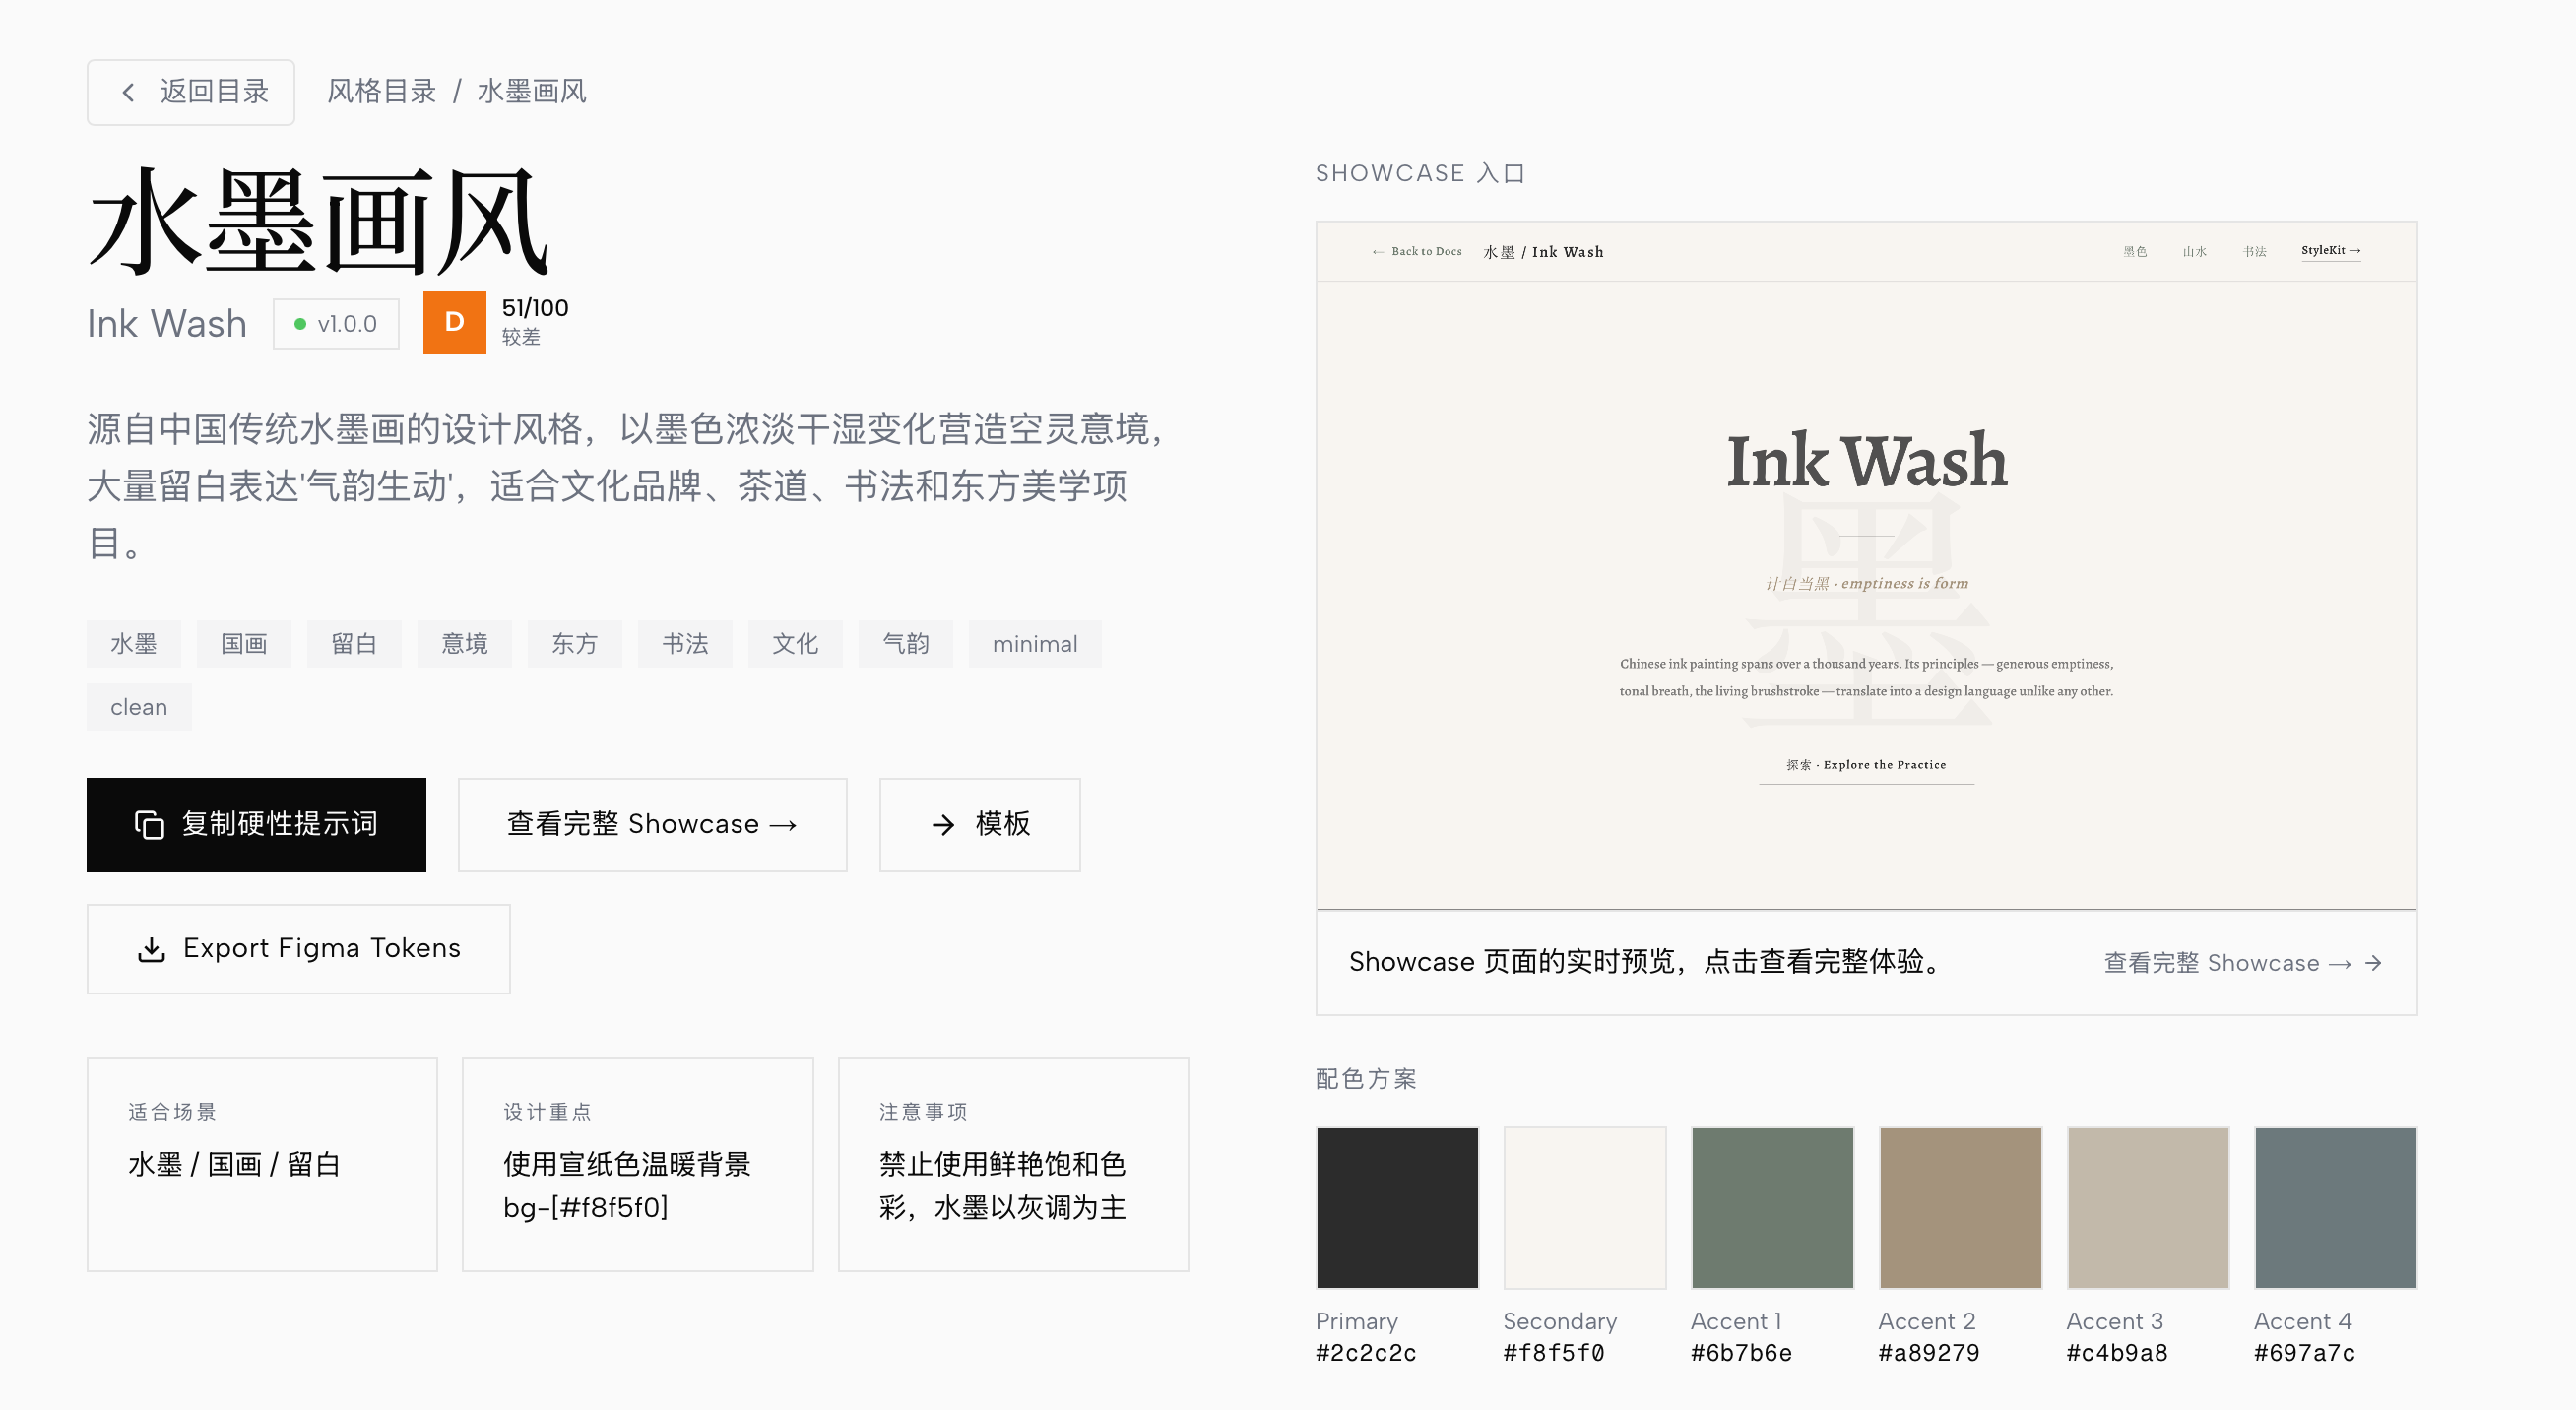 返回目录
风格目录 / 水墨画风
水墨画风
Ink Wash
v1.0.0
D
51/100
较差
源自中国传统水墨画的设计风格，以墨色浓淡干湿变化营造空灵意境，
大量留白表达'气韵生动'，适合文化品牌、茶道、书法和东方美学项
目。
水墨 国画 留白 意境 东方 书法 文化 气韵 minimal
clean
复制硬性提示词
查看完整 Showcase →
→ 模板
Export Figma Tokens
适合场景
水墨 / 国画 / 留白
设计重点
使用宣纸色温暖背景
bg-[#f8f5f0]
注意事项
禁止使用鲜艳饱和色
彩，水墨以灰调为主
SHOWCASE 入口
← Back to Docs 水墨 / Ink Wash 墨色 山水 书法 StyleKit →
Ink Wash
墨
计白当黑 · emptiness is form
Chinese ink painting spans over a thousand years. Its principles — generous emptiness,
tonal breath, the living brushstroke — translate into a design language unlike any other.
探索 · Explore the Practice
Showcase 页面的实时预览，点击查看完整体验。
查看完整 Showcase → →
配色方案
Primary
#2c2c2c
Secondary
#f8f5f0
Accent 1
#6b7b6e
Accent 2
#a89279
Accent 3
#c4b9a8
Accent 4
#697a7c